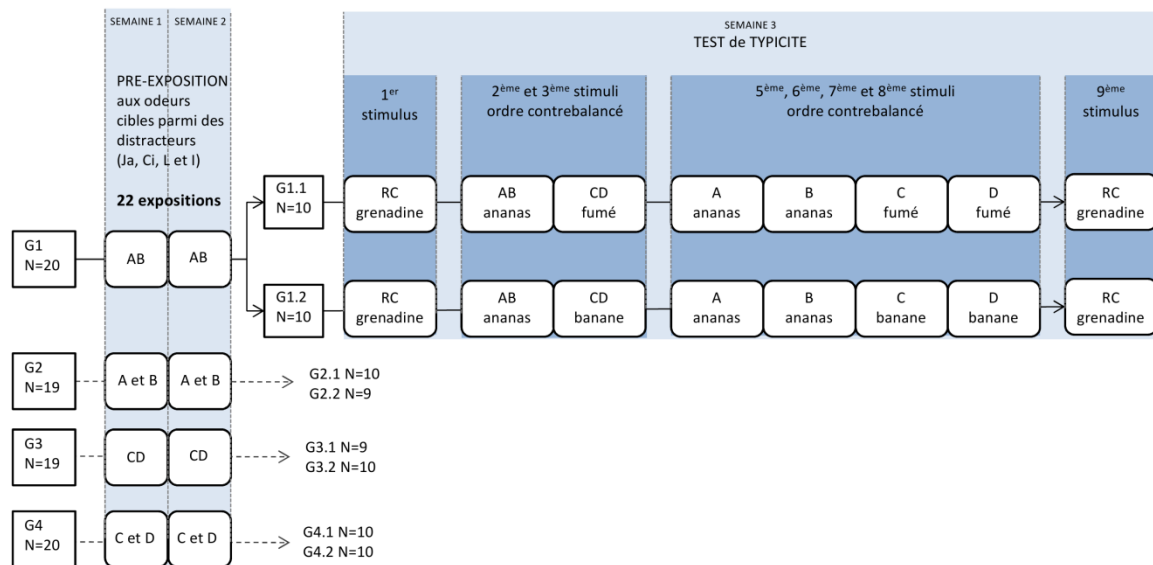 SEMAINE 1
SEMAINE 2
SEMAINE 3
TEST de TYPICITE
PRE-EXPOSITION
aux odeurs
cibles parmi des
distracteurs
(Ja, Ci, L et I)
22 expositions
1er
stimulus
2ème et 3ème stimuli
ordre contrebalancé
5ème, 6ème, 7ème et 8ème stimuli
ordre contrebalancé
9ème
stimulus
G1.1
N=10
RC
grenadine
AB
ananas
CD
fumé
A
ananas
B
ananas
C
fumé
D
fumé
RC
grenadine
G1
N=20
AB
AB
G1.2
N=10
RC
grenadine
AB
ananas
CD
banane
A
ananas
B
ananas
C
banane
D
banane
RC
grenadine
G2
N=19
A et B
A et B
G2.1 N=10
G2.2 N=9
G3
N=19
CD
CD
G3.1 N=9
G3.2 N=10
G4
N=20
C et D
C et D
G4.1 N=10
G4.2 N=10